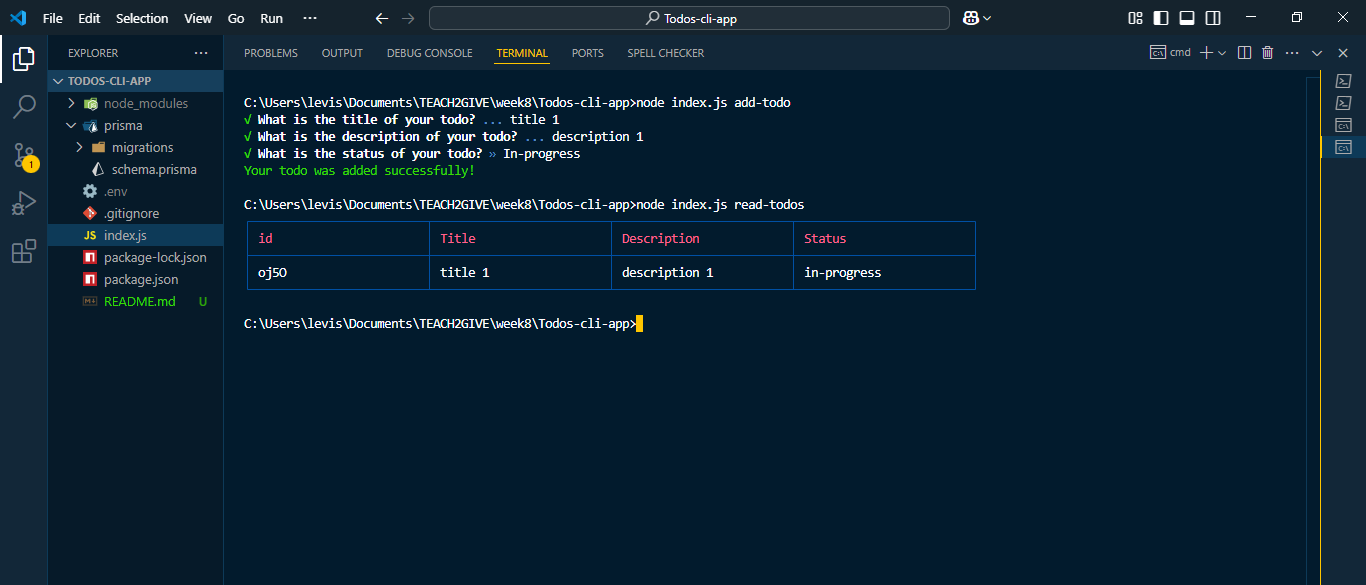 File Edit Selection View Go Run ··· Todos-cli-app
EXPLORER ···
TODOS-CLI-APP
node_modules
prisma
migrations
schema.prisma
.env
.gitignore
JS index.js
package-lock.json
package.json
README.md U
1
PROBLEMS OUTPUT DEBUG CONSOLE TERMINAL PORTS SPELL CHECKER cmd ···
C:\Users\levis\Documents\TEACH2GIVE\week8\Todos-cli-app>node index.js add-todo
√ What is the title of your todo? ... title 1
√ What is the description of your todo? ... description 1
√ What is the status of your todo? » In-progress
Your todo was added successfully!
C:\Users\levis\Documents\TEACH2GIVE\week8\Todos-cli-app>node index.js read-todos
id Title Description Status
oj5O title 1 description 1 in-progress
C:\Users\levis\Documents\TEACH2GIVE\week8\Todos-cli-app>